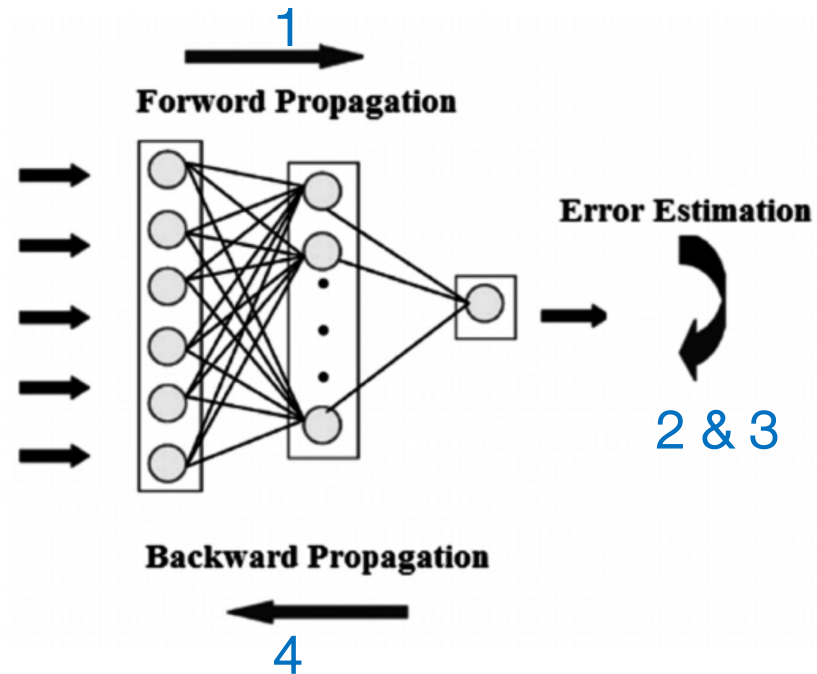 1
Forword Propagation
Error Estimation
2 & 3
Backward Propagation
4